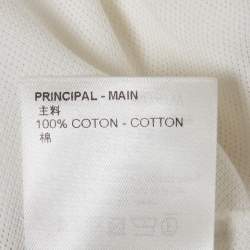 PRINCIPAL - MAIN
主料
100% COTON - COTTON
棉